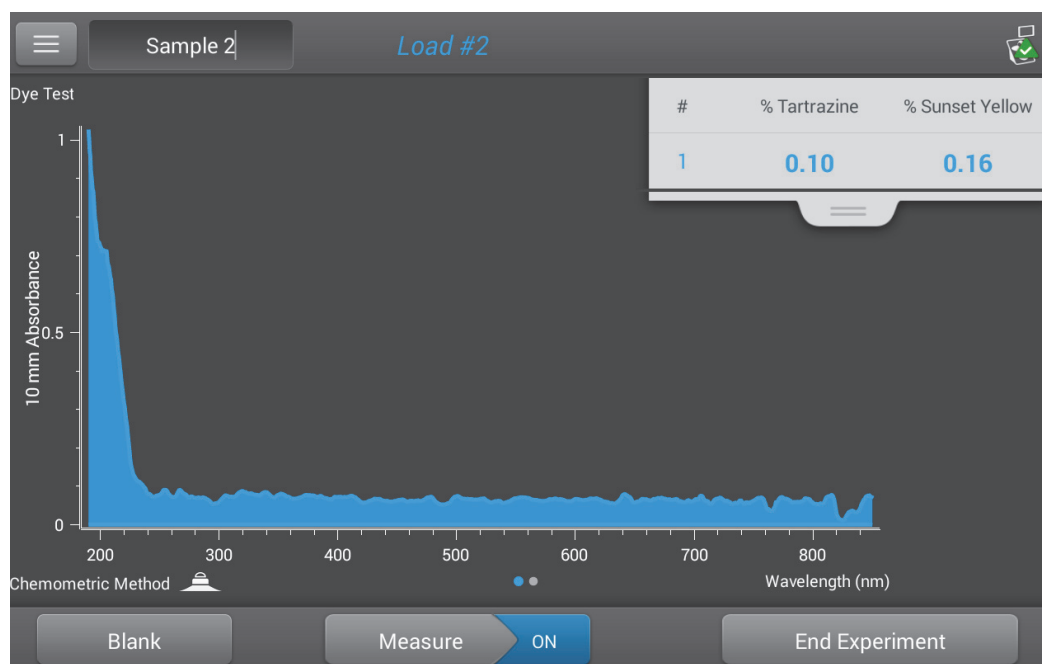 Sample 2
Load #2
Dye Test
# % Tartrazine % Sunset Yellow
1 0.10 0.16
10 mm Absorbance
1
0.5
0
200 300 400 500 600 700 800
Chemometric Method
Wavelength (nm)
Blank
Measure
ON
End Experiment